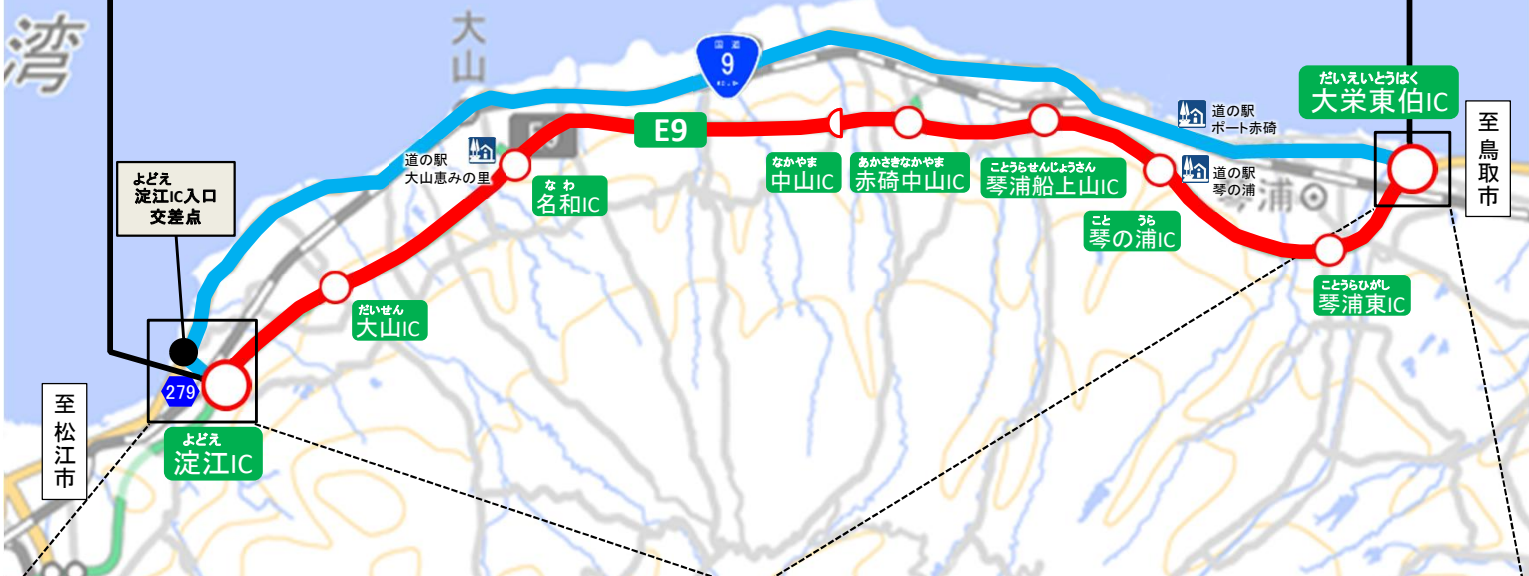 湾
大山
国道
9
E9
9
だいえいとうはく
大栄東伯IC
至鳥取市
道の駅
ポート赤碕
道の駅
大山恵みの里
なわ
名和IC
なかやま
中山IC
あかさきなかやま
赤碕中山IC
ことうらせんじょうさん
琴浦船上山IC
道の駅
琴の浦
琴浦
こと うら
琴の浦IC
ことうらひがし
琴浦東IC
よどえ
淀江IC入口
交差点
だいせん
大山IC
279
至松江市
よどえ
淀江IC